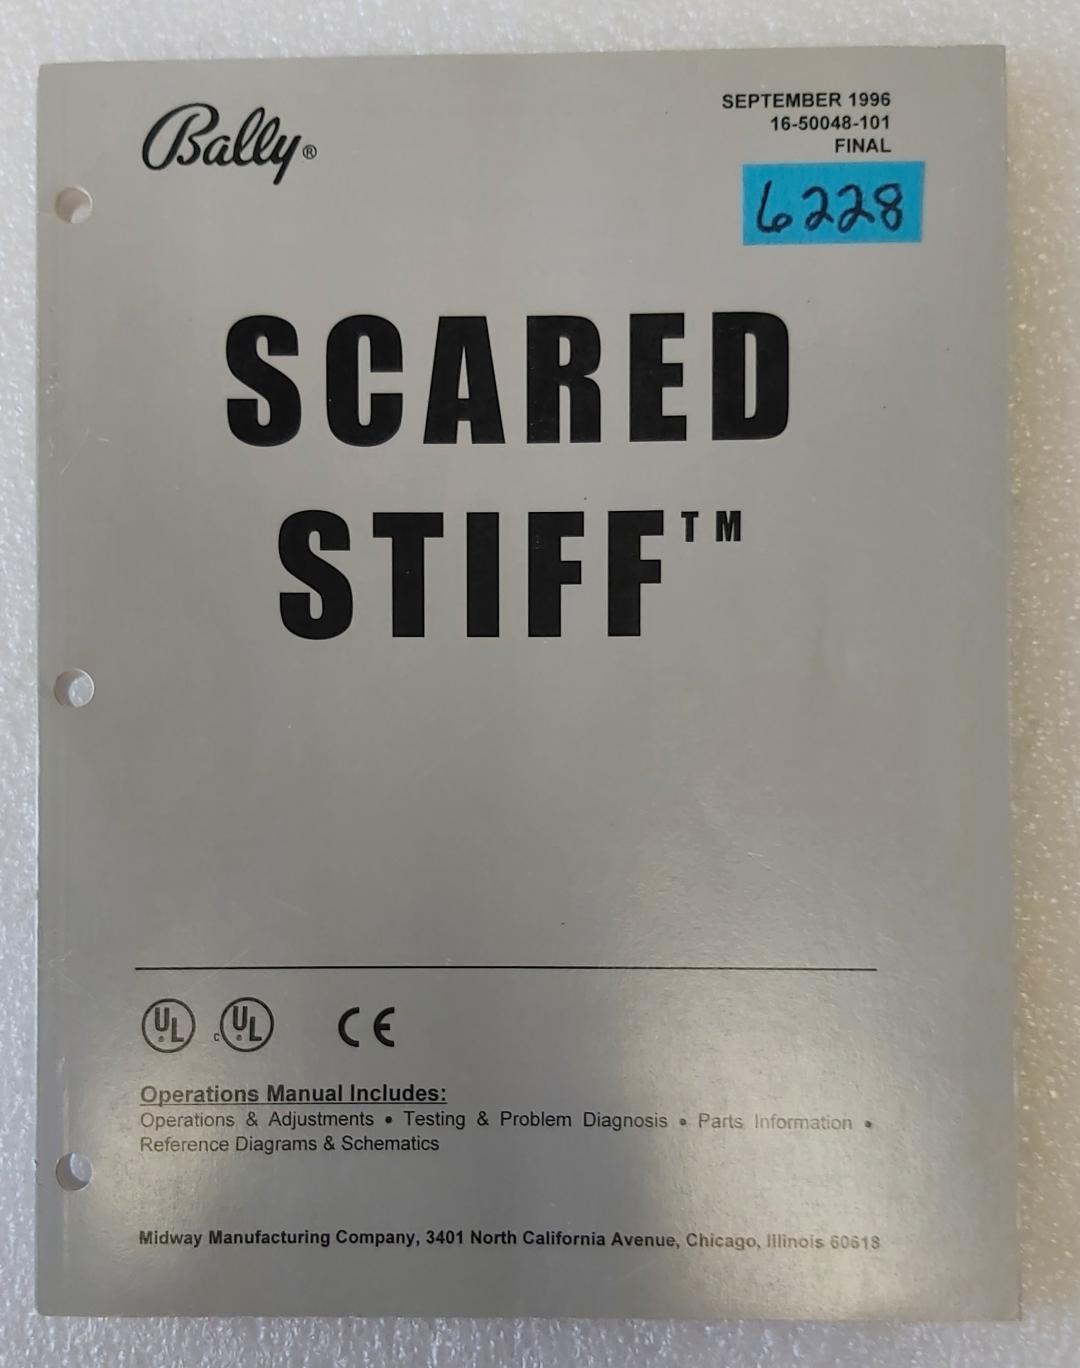 Bally®
SEPTEMBER 1996
16-50048-101
FINAL
6228
SCARED
STIFF™
UL® cUL® CE
Operations Manual Includes:
Operations & Adjustments • Testing & Problem Diagnosis • Parts Information •
Reference Diagrams & Schematics
Midway Manufacturing Company, 3401 North California Avenue, Chicago, Illinois 60618